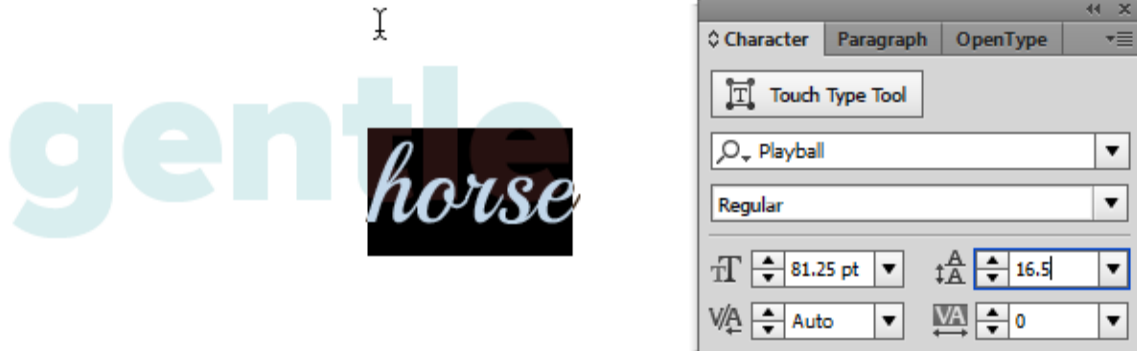 gentle
horse
Character Paragraph OpenType
Touch Type Tool
Playball
Regular
81.25 pt 16.5
Auto 0